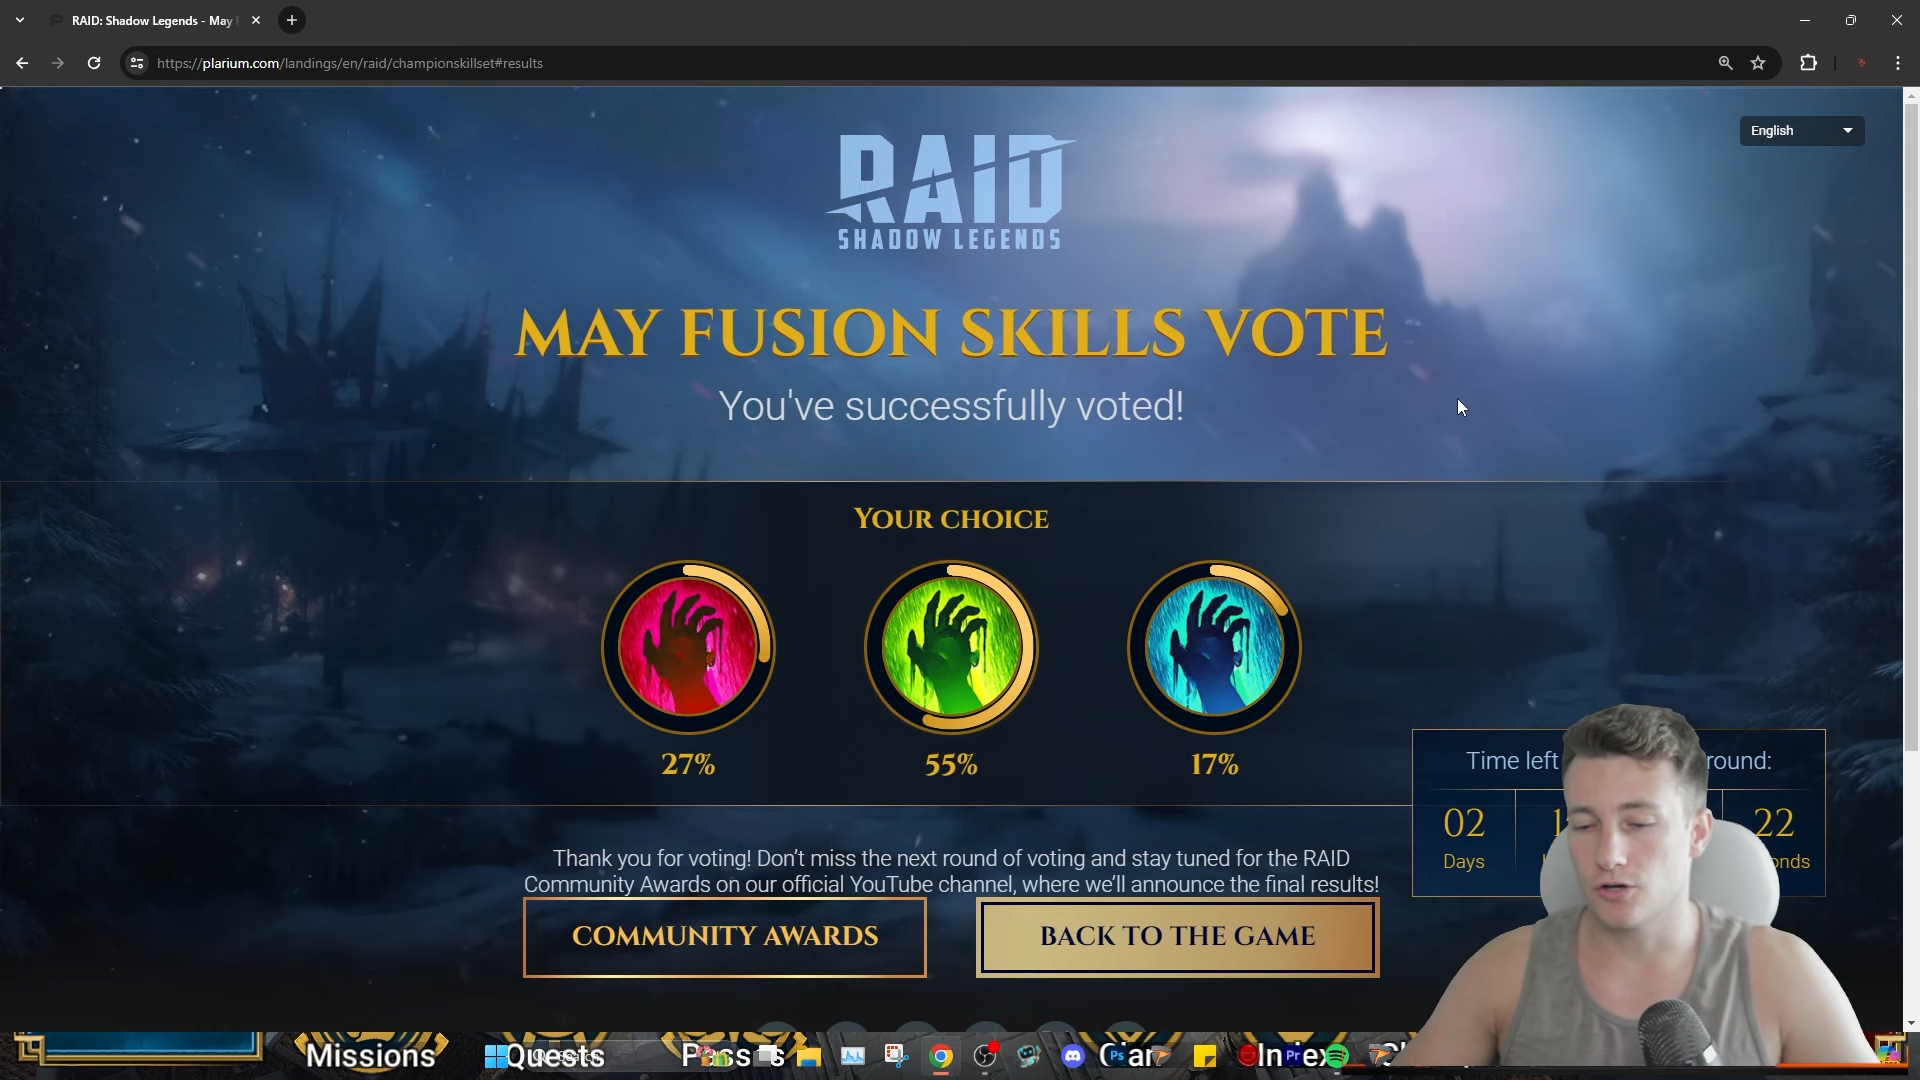 RAID: Shadow Legends - May
https://plarium.com/landings/en/raid/championskillset#results
English
RAID
SHADOW LEGENDS
MAY FUSION SKILLS VOTE
You've successfully voted!
YOUR CHOICE
27%
55%
17%
Time left
round:
02
22
Days
Thank you for voting! Don't miss the next round of voting and stay tuned for the RAID
Community Awards on our official YouTube channel, where we'll announce the final results!
COMMUNITY AWARDS
BACK TO THE GAME
Missions
Quests